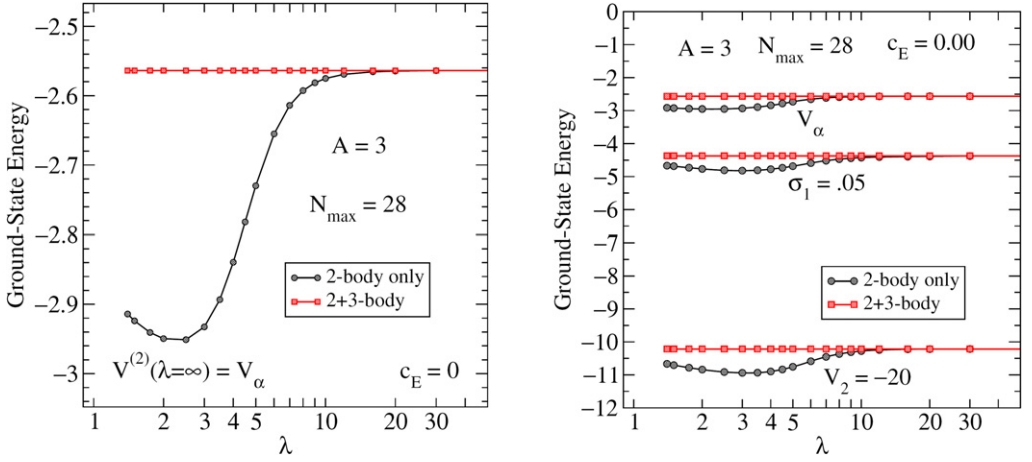 −2.5
−2.6
−2.7
−2.8
−2.9
−3
Ground-State Energy
A = 3
N_max = 28
2-body only
2+3-body
V^(2)(λ=∞) = V_α
c_E = 0
1 2 3 4 5 10 20 30
λ
0
−1
−2
−3
−4
−5
−6
−7
−8
−9
−10
−11
−12
Ground-State Energy
A = 3 N_max = 28 c_E = 0.00
V_α
σ_1 = .05
2-body only
2+3-body
V_2 = −20
1 2 3 4 5 10 20 30
λ